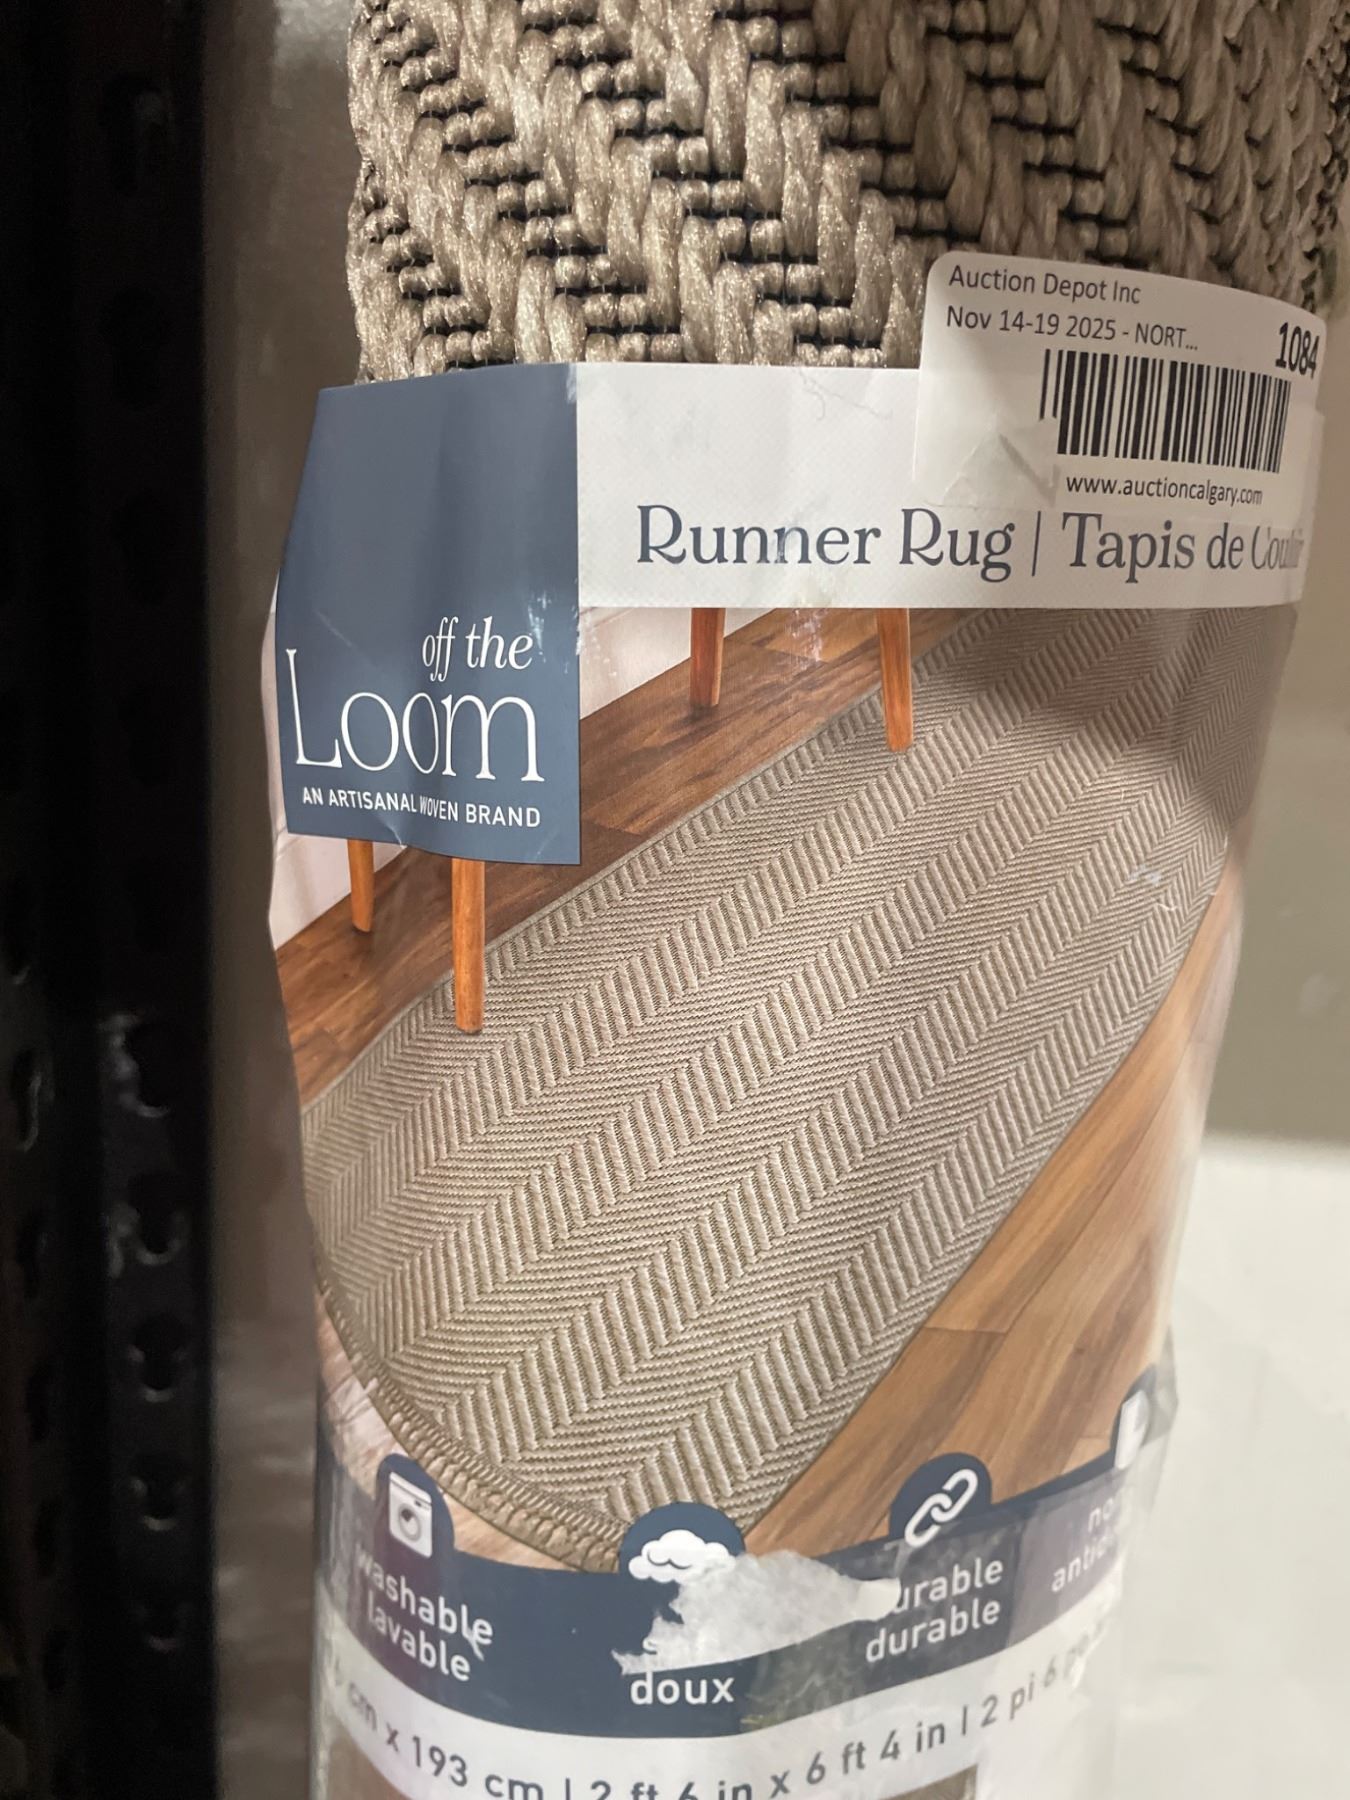 Auction Depot Inc
Nov 14-19 2025 - NORT...
1084
www.auctioncalgary.com
Runner Rug | Tapis de
off the
Loom
AN ARTISANAL WOVEN BRAND
washable
lavable
doux
durable
cm x 193 cm | 2 ft 6 in x 6 ft 4 in | 2 pi 6